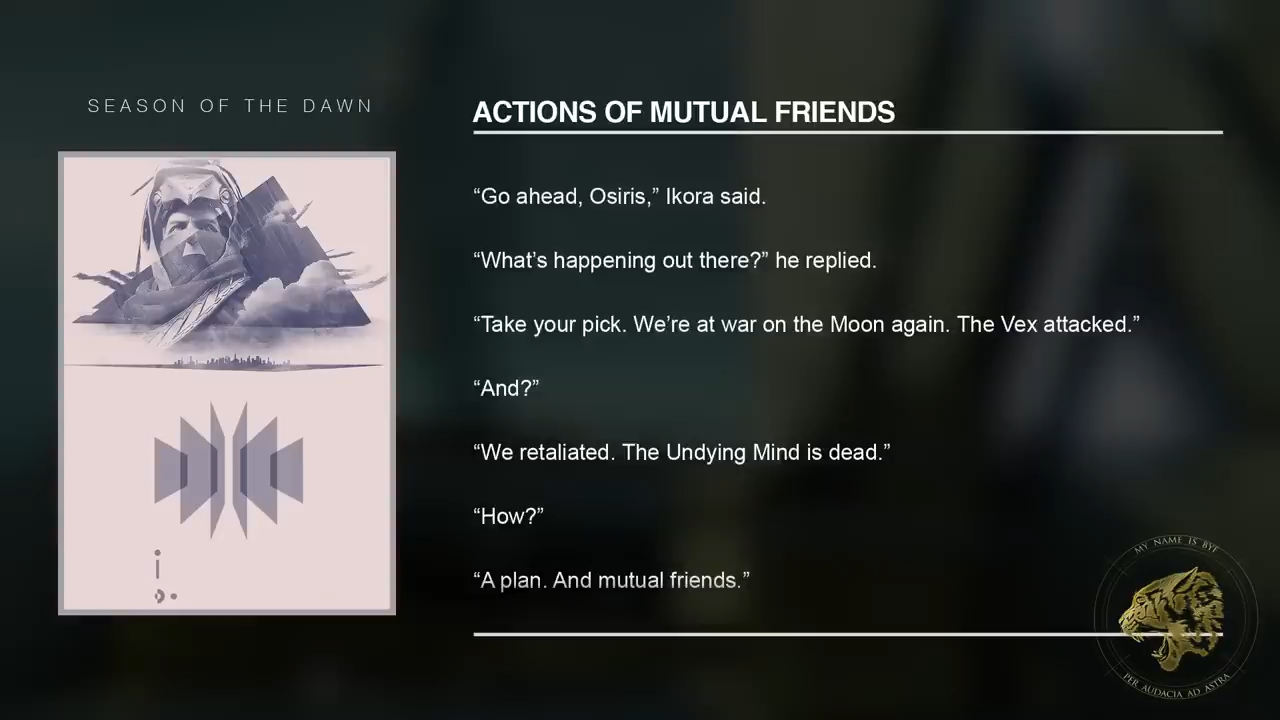 SEASON OF THE DAWN
ACTIONS OF MUTUAL FRIENDS
“Go ahead, Osiris,” Ikora said.
“What’s happening out there?” he replied.
“Take your pick. We’re at war on the Moon again. The Vex attacked.”
“And?”
“We retaliated. The Undying Mind is dead.”
“How?”
“A plan. And mutual friends.”
MY NAME IS BYF
PER AUDACIA AD ASTRA